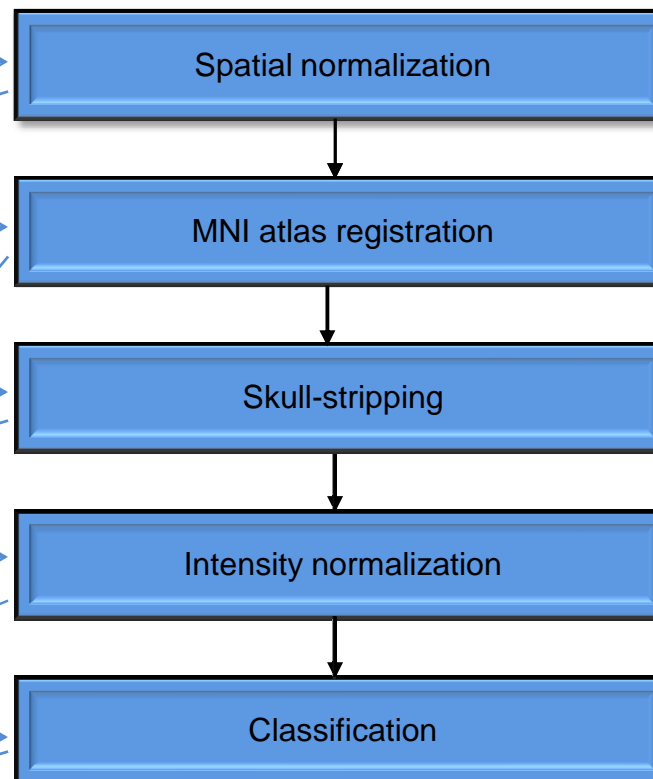 Spatial normalization
MNI atlas registration
Skull-stripping
Intensity normalization
Classification